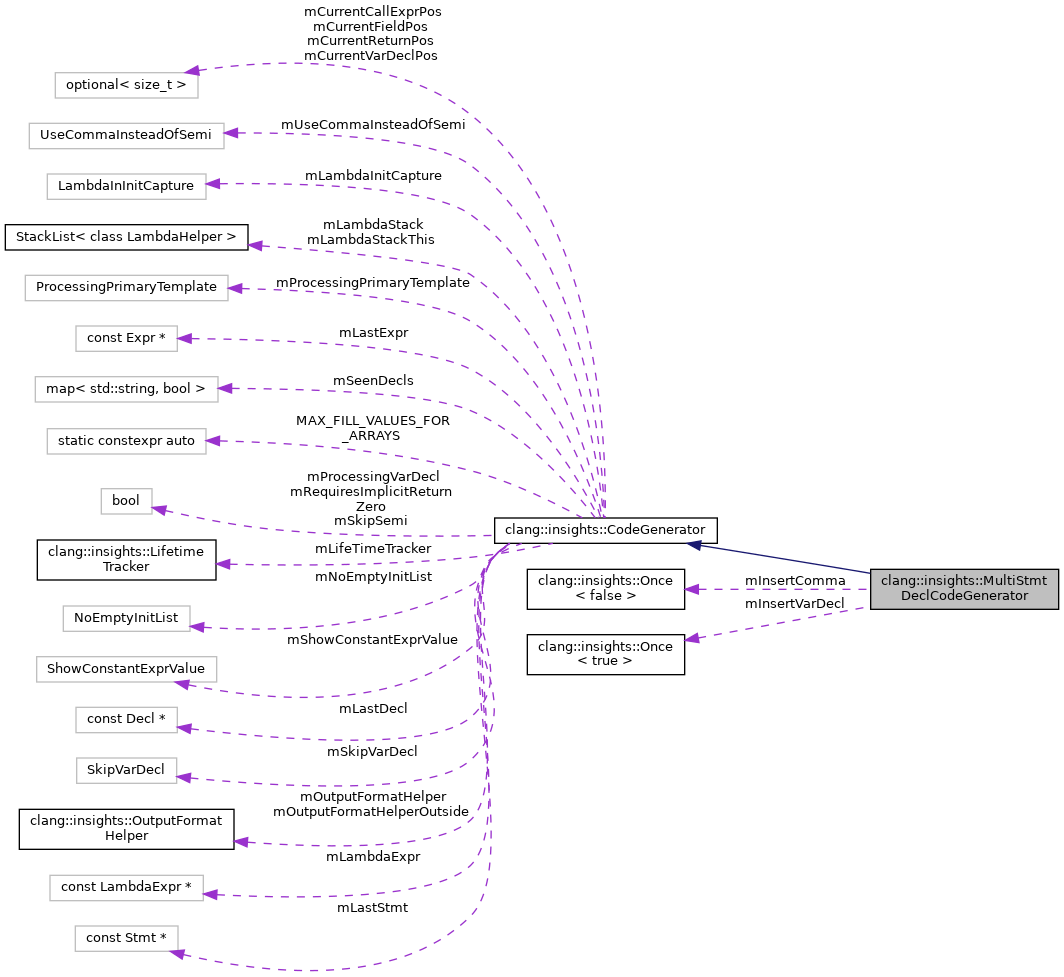 mCurrentCallExprPos
mCurrentFieldPos
mCurrentReturnPos
mCurrentVarDeclPos
optional< size_t >
mUseCommaInsteadOfSemi
UseCommaInsteadOfSemi
mLambdaInitCapture
LambdaInInitCapture
mLambdaStack
mLambdaStackThis
StackList< class LambdaHelper >
mProcessingPrimaryTemplate
ProcessingPrimaryTemplate
mLastExpr
const Expr *
mSeenDecls
map< std::string, bool >
MAX_FILL_VALUES_FOR
_ARRAYS
static constexpr auto
mProcessingVarDecl
mRequiresImplicitReturn
Zero
mSkipSemi
bool
clang::insights::CodeGenerator
mLifeTimeTracker
clang::insights::Lifetime
Tracker
mNoEmptyInitList
NoEmptyInitList
clang::insights::Once
< false >
mInsertComma
clang::insights::MultiStmt
DeclCodeGenerator
mInsertVarDecl
clang::insights::Once
< true >
mShowConstantExprValue
ShowConstantExprValue
mLastDecl
const Decl *
mSkipVarDecl
SkipVarDecl
mOutputFormatHelper
mOutputFormatHelperOutside
clang::insights::OutputFormat
Helper
mLambdaExpr
const LambdaExpr *
mLastStmt
const Stmt *